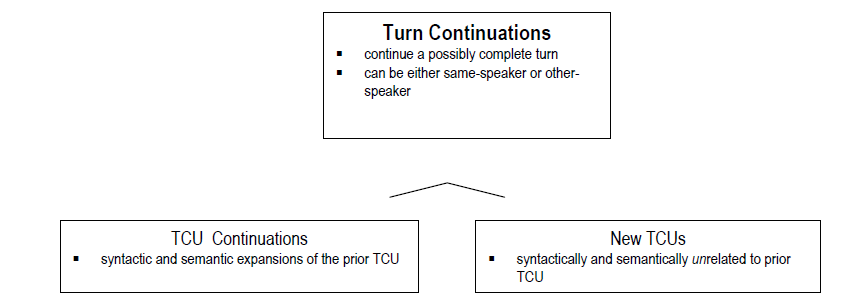 Turn Continuations
▪ continue a possibly complete turn
▪ can be either same-speaker or other-
speaker
TCU Continuations
▪ syntactic and semantic expansions of the prior TCU
New TCUs
▪ syntactically and semantically unrelated to prior
TCU